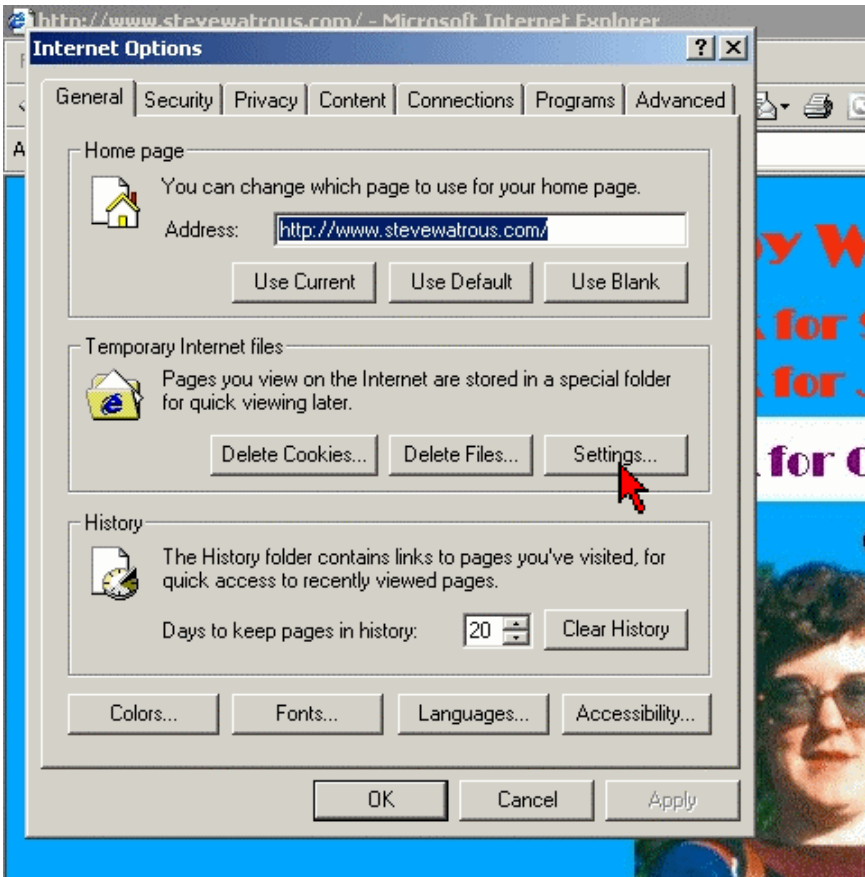 http://www.stevewatrous.com/ - Microsoft Internet Explorer
Internet Options
General Security Privacy Content Connections Programs Advanced
Home page
You can change which page to use for your home page.
Address: http://www.stevewatrous.com/
Use Current Use Default Use Blank
Temporary Internet files
Pages you view on the Internet are stored in a special folder
for quick viewing later.
Delete Cookies... Delete Files... Settings...
History
The History folder contains links to pages you've visited, for
quick access to recently viewed pages.
Days to keep pages in history: 20 Clear History
Colors... Fonts... Languages... Accessibility...
OK Cancel Apply
for
for
for